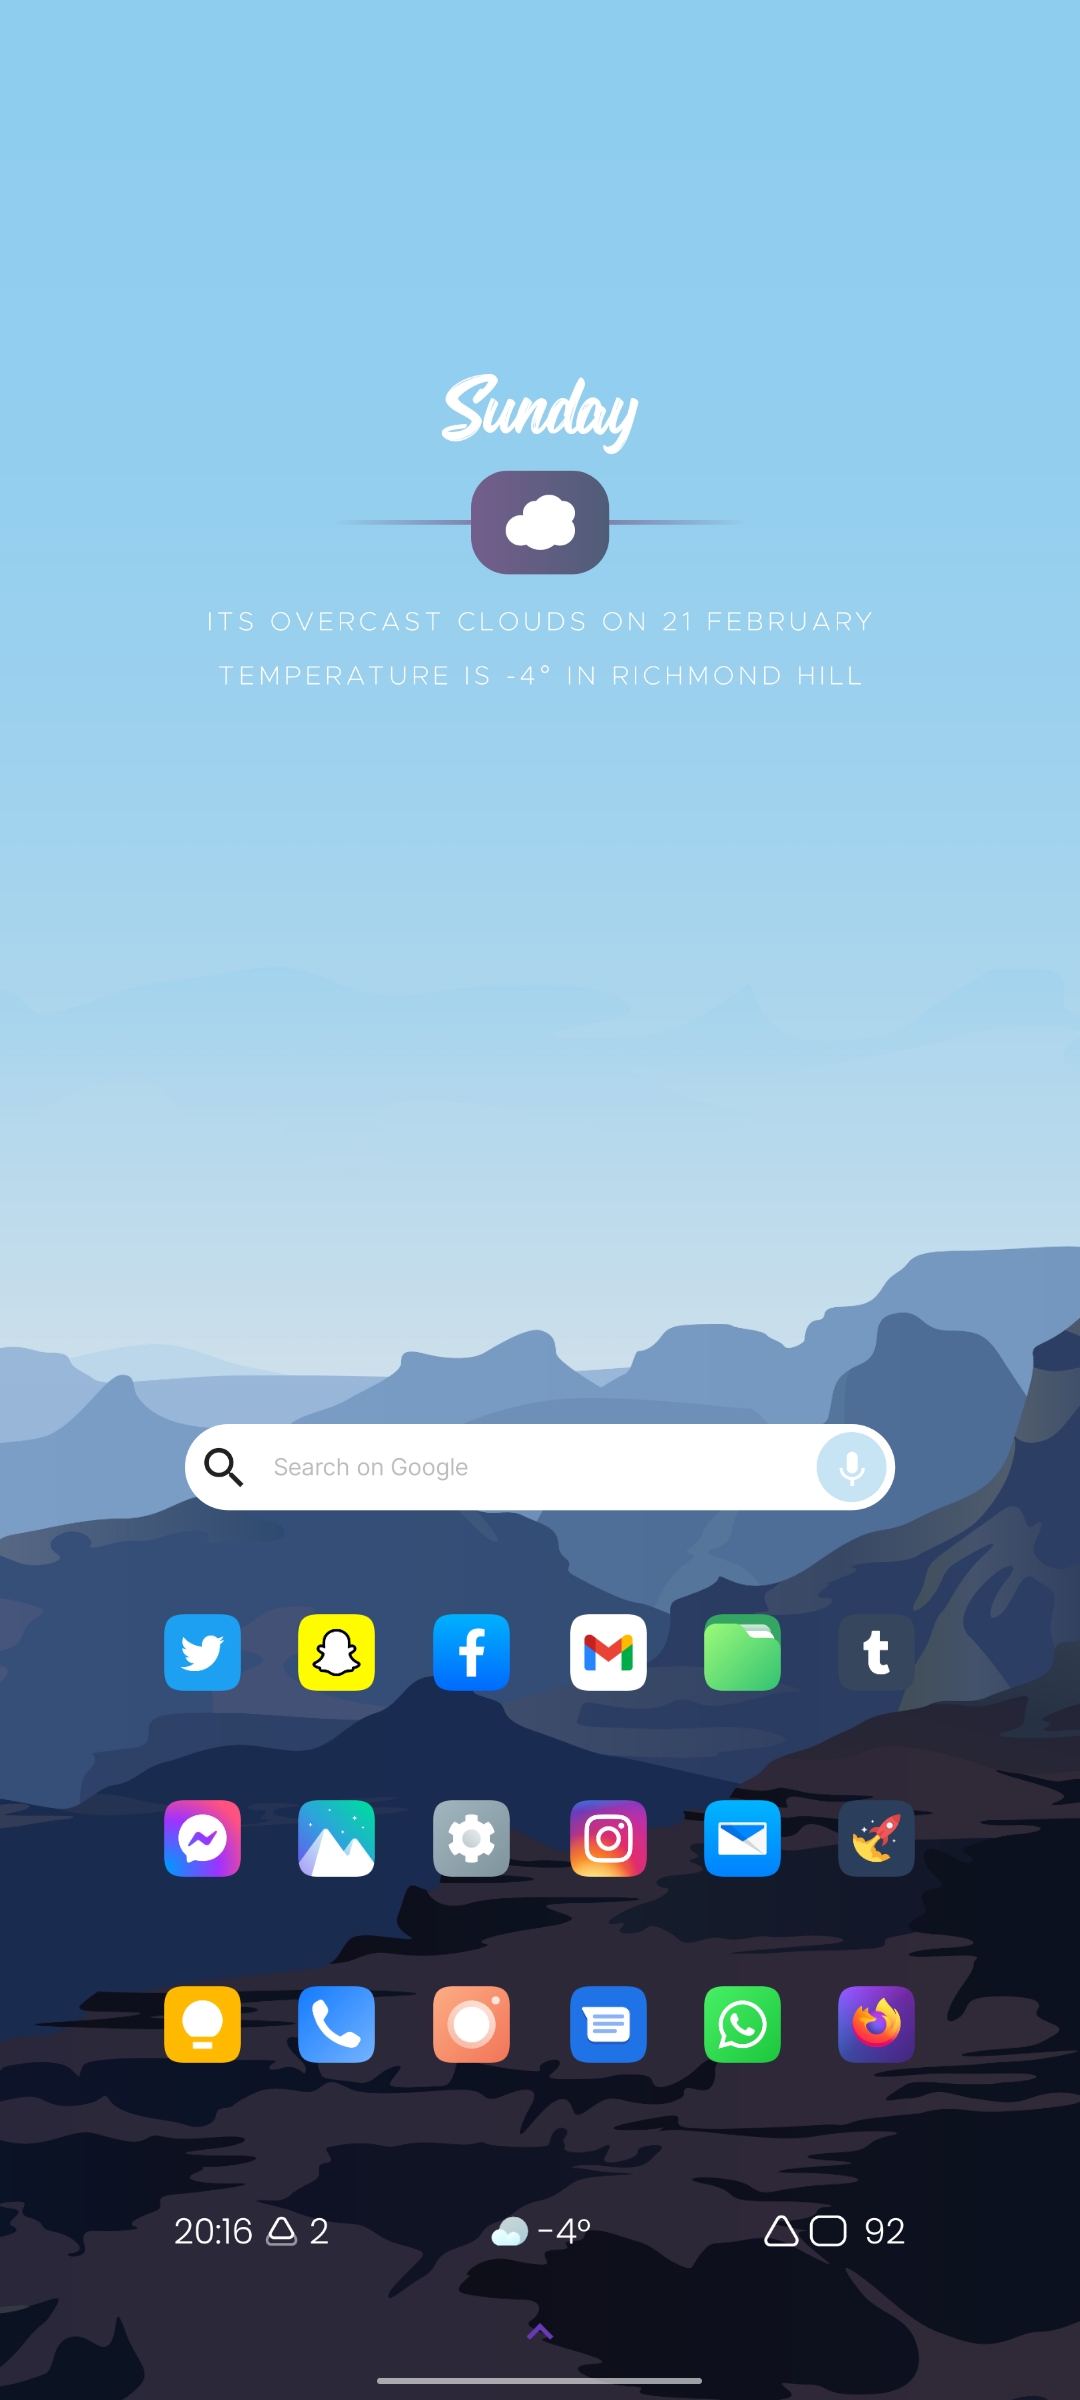 Sunday
ITS OVERCAST CLOUDS ON 21 FEBRUARY
TEMPERATURE IS -4° IN RICHMOND HILL
Search on Google
20:16 2 -4° 92